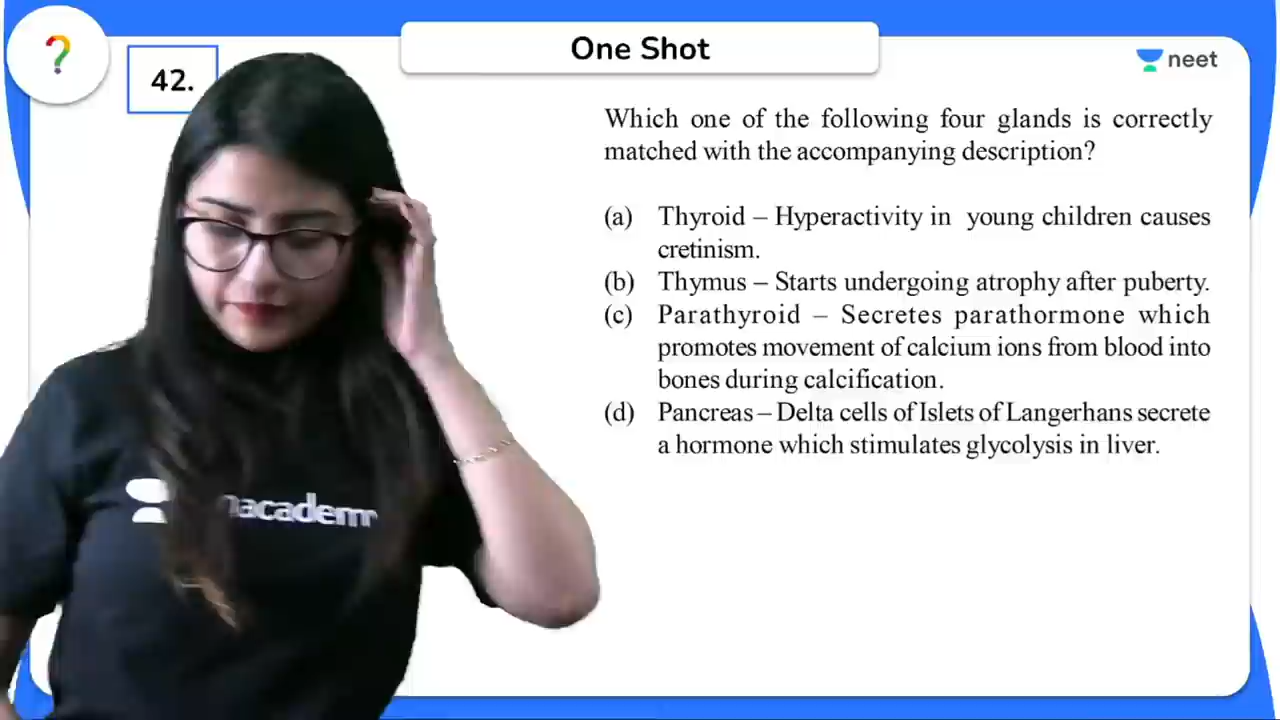 ?
42.
One Shot
neet
Which one of the following four glands is correctly
matched with the accompanying description?
(a) Thyroid – Hyperactivity in young children causes
cretinism.
(b) Thymus – Starts undergoing atrophy after puberty.
(c) Parathyroid – Secretes parathormone which
promotes movement of calcium ions from blood into
bones during calcification.
(d) Pancreas – Delta cells of Islets of Langerhans secrete
a hormone which stimulates glycolysis in liver.